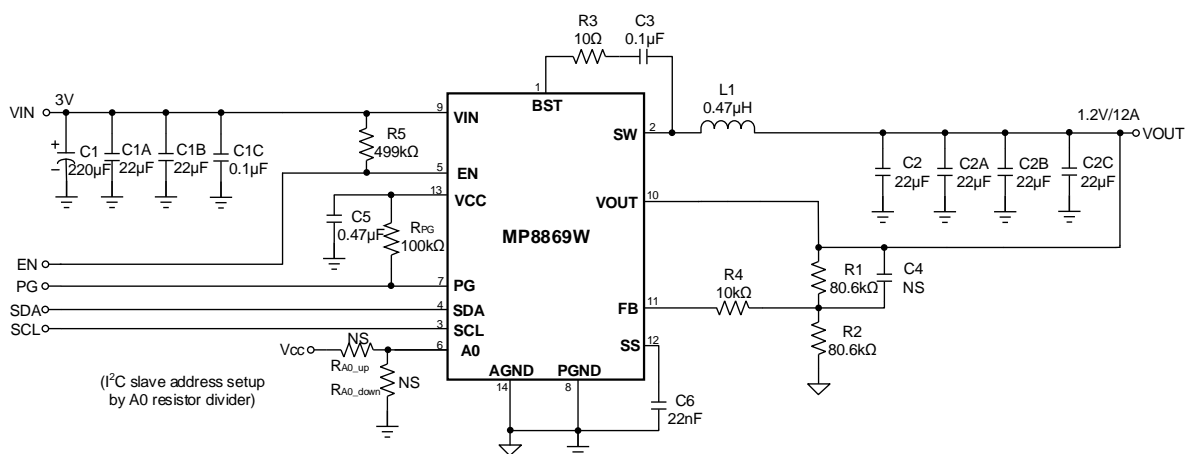 R3
10Ω
C3
0.1µF
1
BST
VIN
3V
9
VIN
+
−
C1
220µF
C1A
22µF
C1B
22µF
C1C
0.1µF
R5
499kΩ
5
EN
13
VCC
C5
0.47µF
RPG
100kΩ
EN
PG
7
PG
SDA
4
SDA
SCL
3
SCL
6
A0
Vcc
NS
RA0_up
NS
RA0_down
(I²C slave address setup
by A0 resistor divider)
MP8869W
AGND
14
PGND
8
SW
2
L1
0.47µH
1.2V/12A
VOUT
C2
22µF
C2A
22µF
C2B
22µF
C2C
22µF
VOUT
10
R1
80.6kΩ
C4
NS
R4
10kΩ
FB
11
R2
80.6kΩ
SS
12
C6
22nF